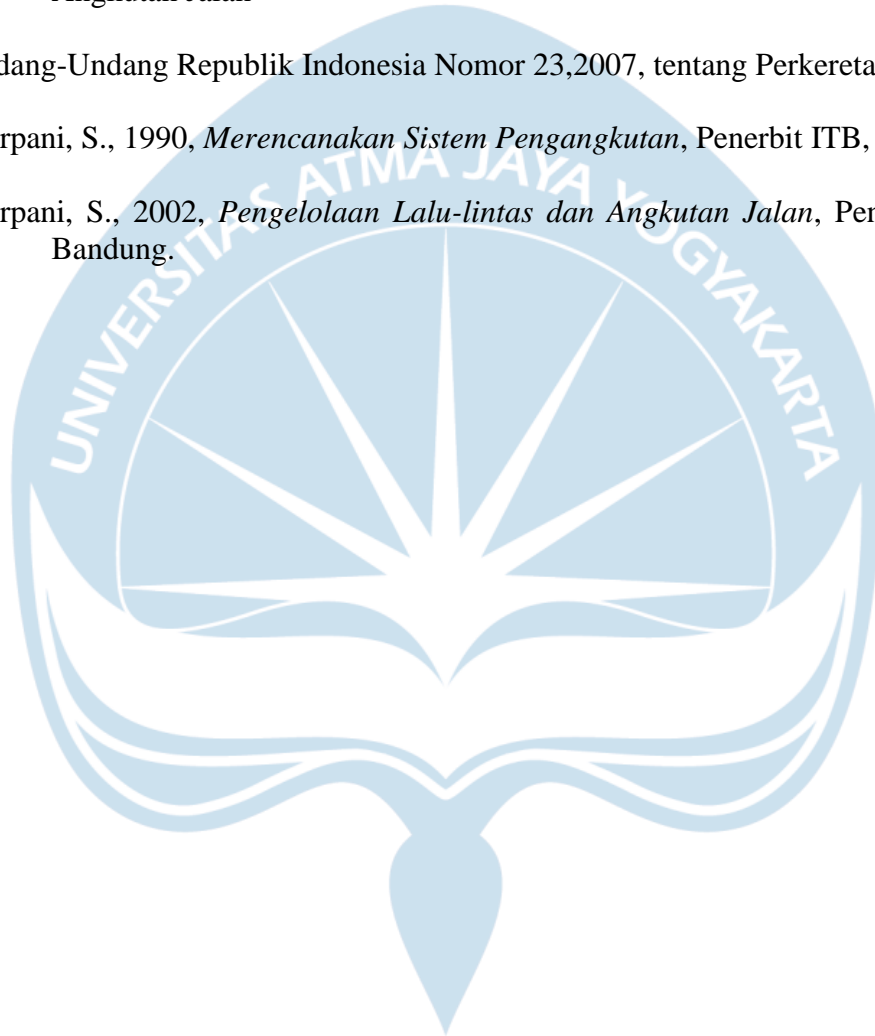 Angkutan Jalan
dang-Undang Republik Indonesia Nomor 23,2007, tentang Perkereta
rpani, S., 1990, Merencanakan Sistem Pengangkutan, Penerbit ITB,
rpani, S., 2002, Pengelolaan Lalu-lintas dan Angkutan Jalan, Pen
Bandung.
UNIVERSITAS ATMA JAYA YOGYAKARTA